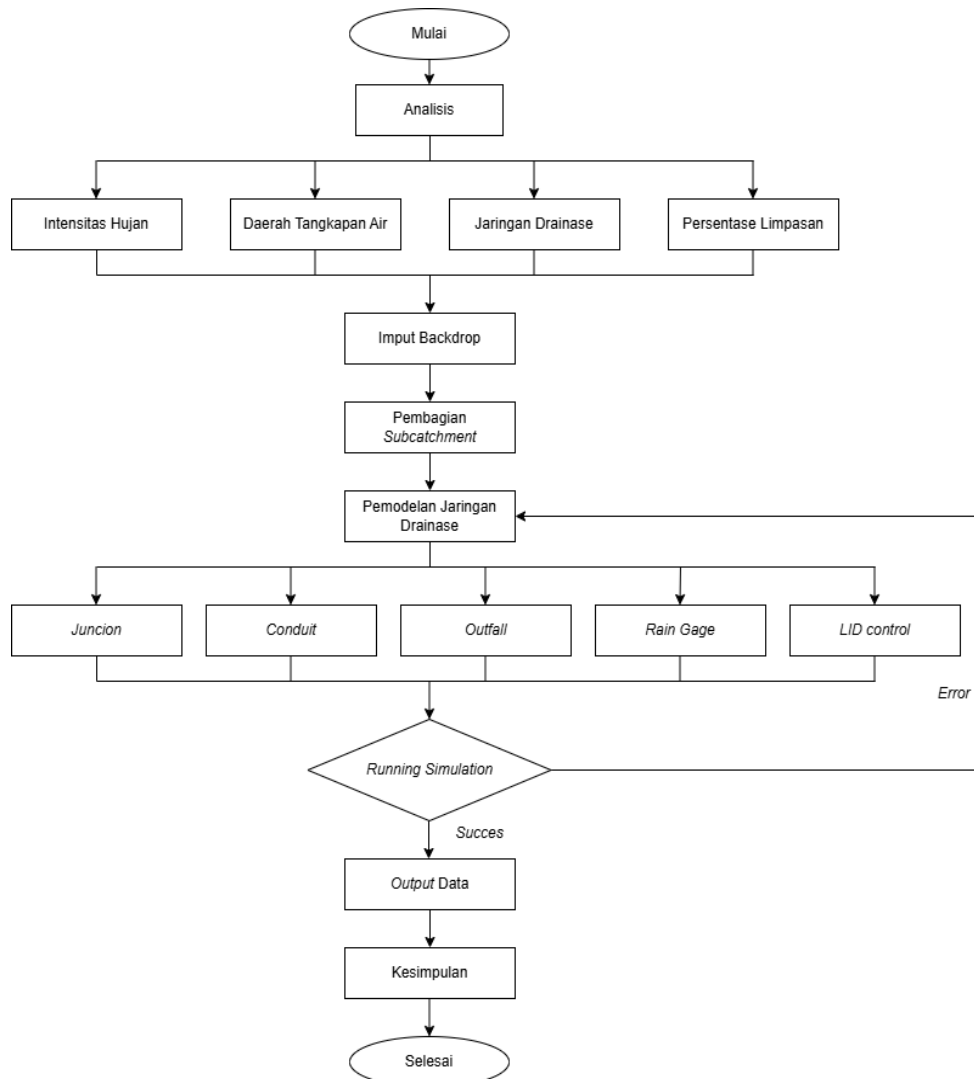 Mulai
Analisis
Intensitas Hujan
Daerah Tangkapan Air
Jaringan Drainase
Persentase Limpasan
Imput Backdrop
Pembagian
Subcatchment
Pemodelan Jaringan
Drainase
Juncion
Conduit
Outfall
Rain Gage
LID control
Error
Running Simulation
Succes
Output Data
Kesimpulan
Selesai